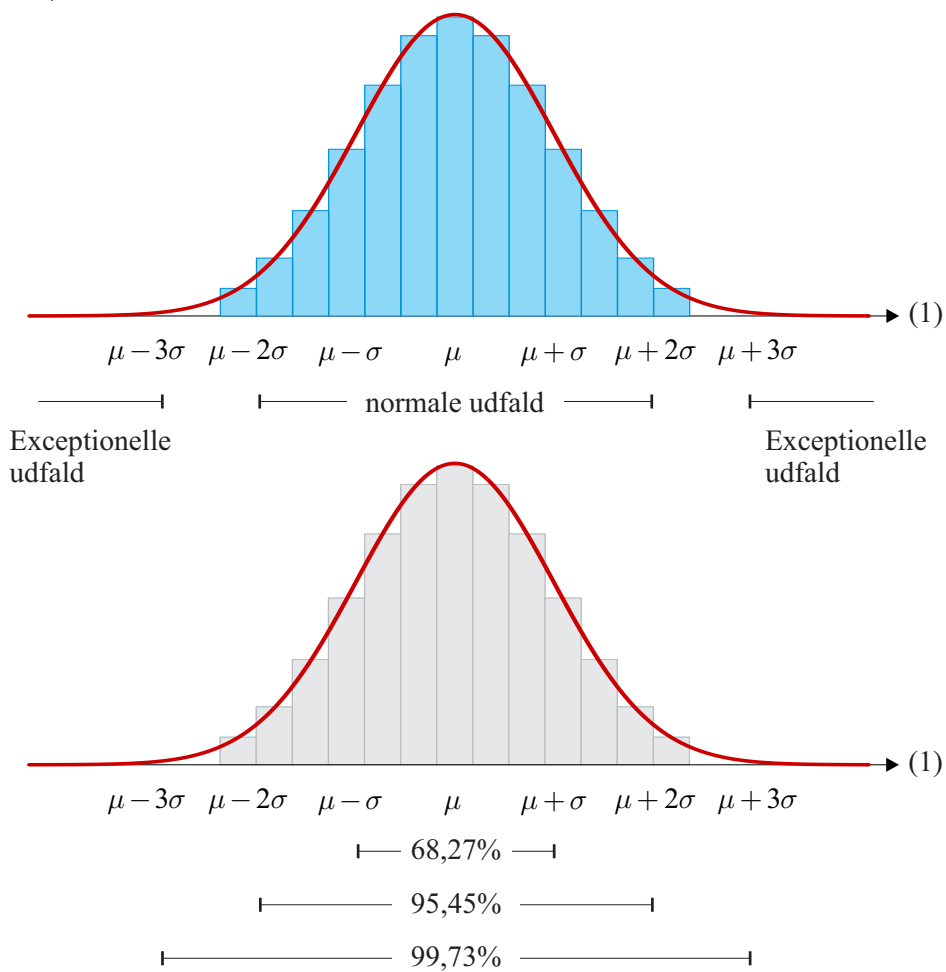 (1)
μ − 3σ μ − 2σ μ − σ μ μ + σ μ + 2σ μ + 3σ
normale udfald
Exceptionelle
udfald
Exceptionelle
udfald
(1)
μ − 3σ μ − 2σ μ − σ μ μ + σ μ + 2σ μ + 3σ
68,27%
95,45%
99,73%